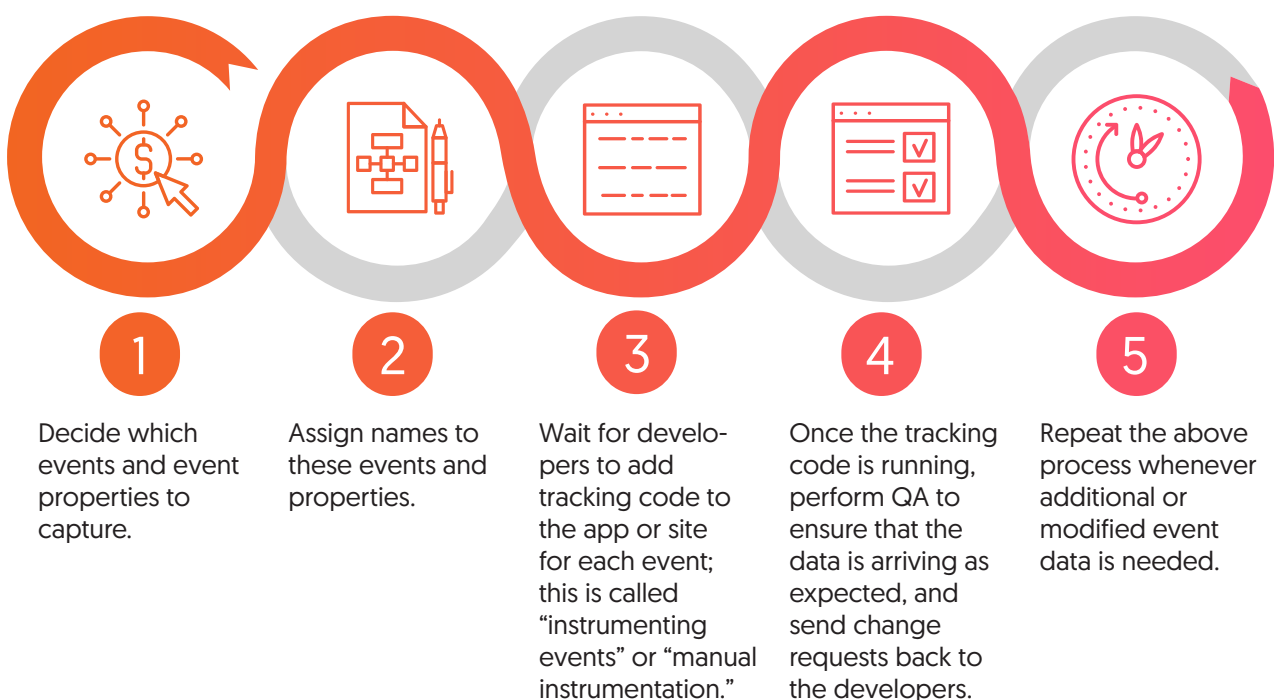 1
Decide which
events and event
properties to
capture.
2
Assign names to
these events and
properties.
3
Wait for develo-
pers to add
tracking code to
the app or site
for each event;
this is called
“instrumenting
events” or “manual
instrumentation.”
4
Once the tracking
code is running,
perform QA to
ensure that the
data is arriving as
expected, and
send change
requests back to
the developers.
5
Repeat the above
process whenever
additional or
modified event
data is needed.
$